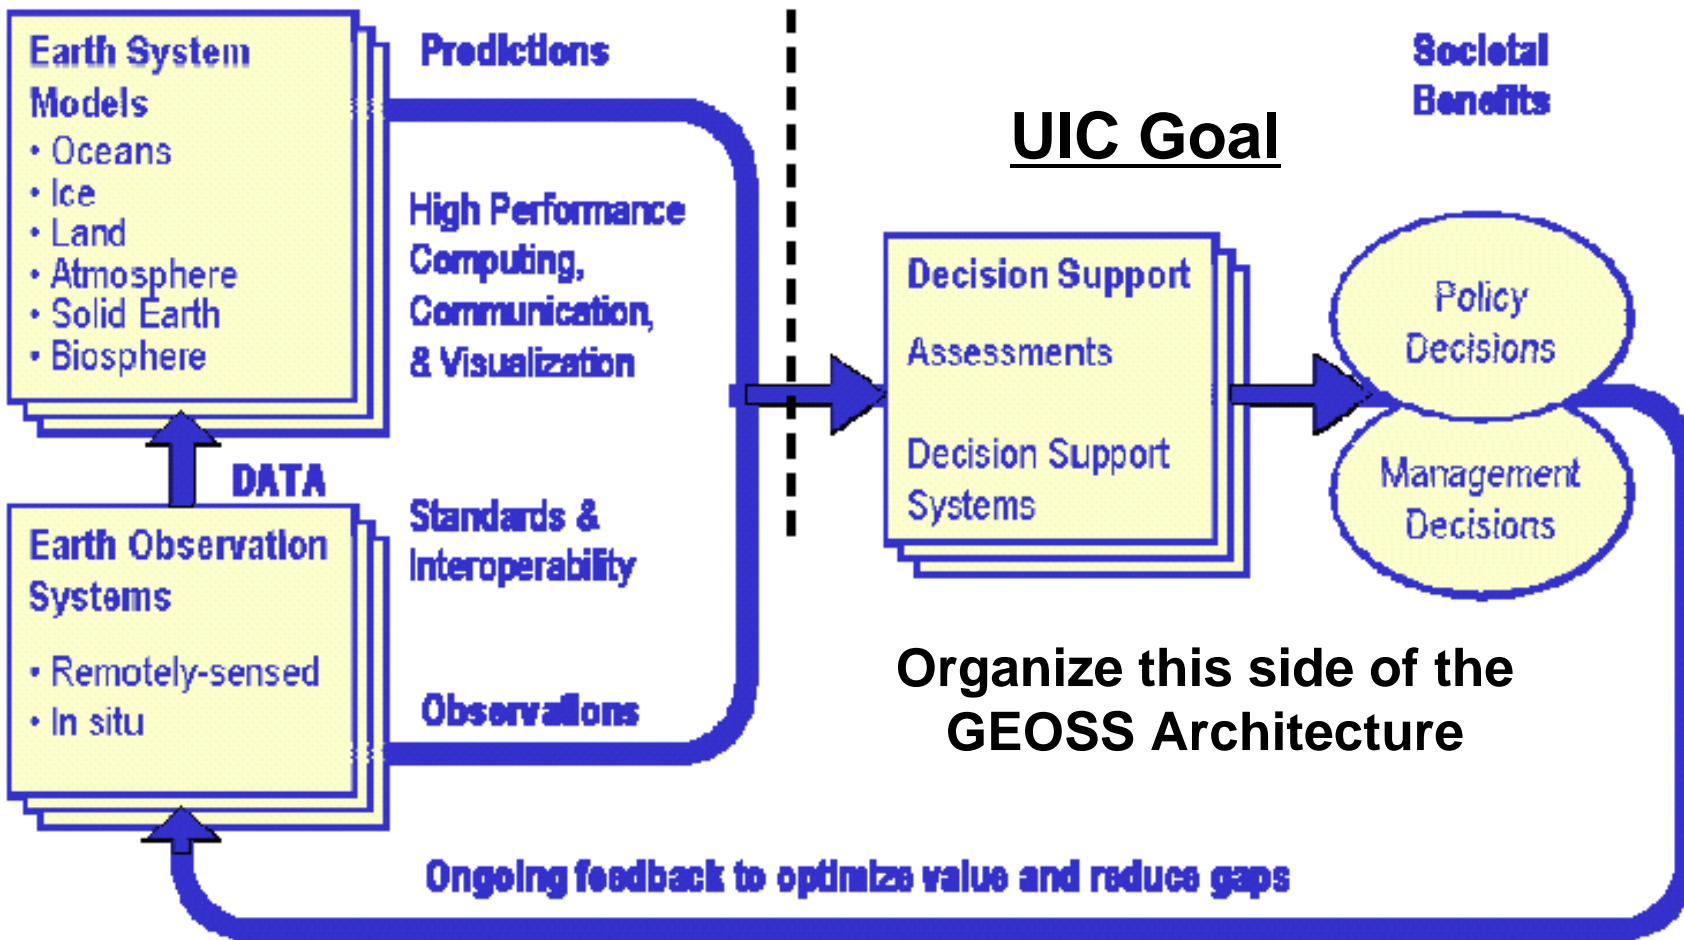 Earth System
Models
• Oceans
• Ice
• Land
• Atmosphere
• Solid Earth
• Biosphere
DATA
Earth Observation
Systems
• Remotely-sensed
• In situ
Predictions
High Performance
Computing,
Communication,
& Visualization
Standards &
Interoperability
Observations
UIC Goal
Societal
Benefits
Decision Support
Assessments
Decision Support
Systems
Policy
Decisions
Management
Decisions
Organize this side of the
GEOSS Architecture
Ongoing feedback to optimize value and reduce gaps